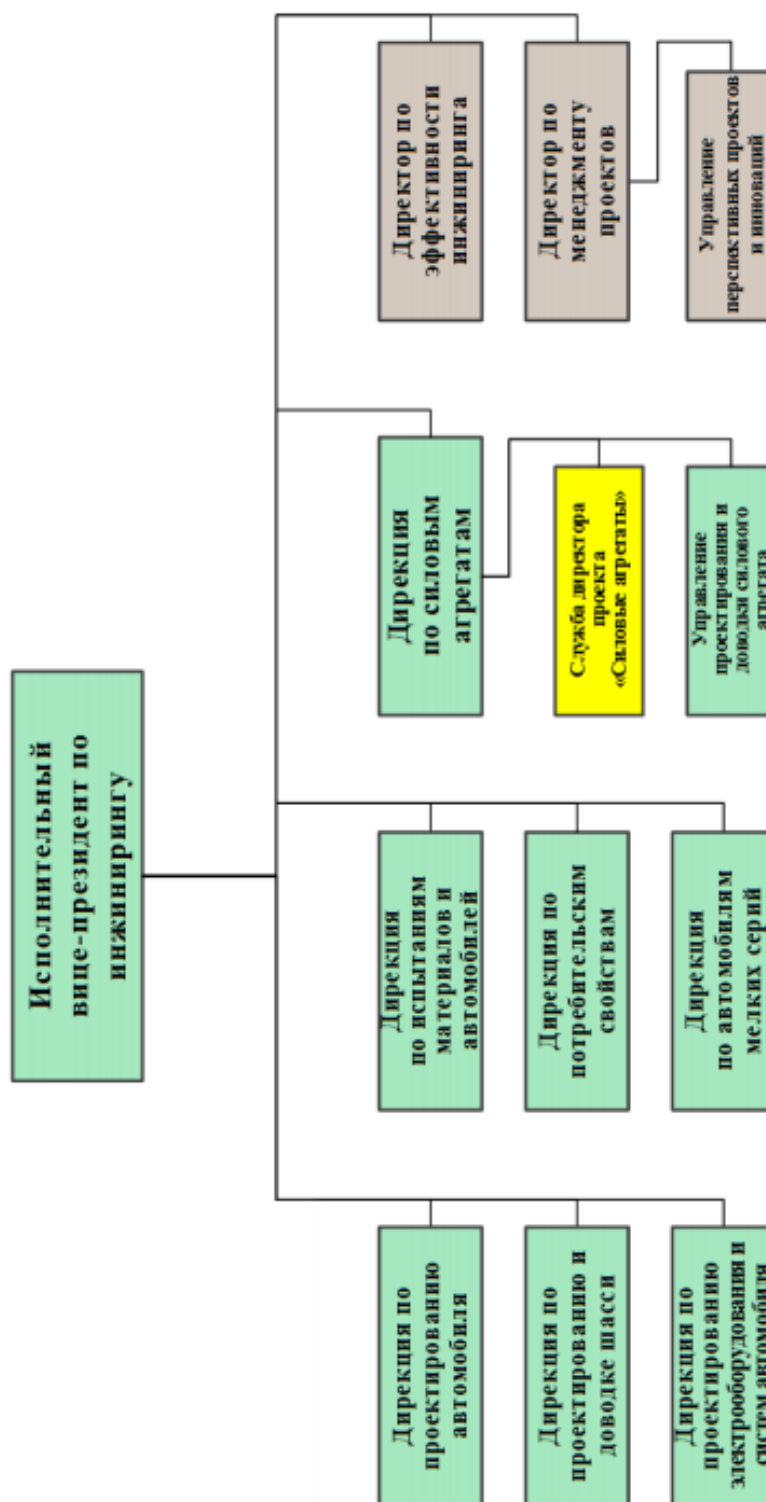 Исполнительный
вице-президент по
инжинирингу
Дирекция по
проектированию
автомобиля
Дирекция по
проектированию и
доводке шасси
Дирекция по
проектированию
электрооборудования и
систем автомобиля
Дирекция
по испытаниям
материалов и
автомобилей
Дирекция по
потребительским
свойствам
Дирекция
по автомобилям
мелких серий
Дирекция
по силовым
агрегатам
Служба директора
проекта
«Силовые агрегаты»
Управление
проектирования и
доводки силового
агрегата
Директор по
эффективности
инжиниринга
Директор по
менеджменту
проектов
Управление
перспективных проектов
и инноваций